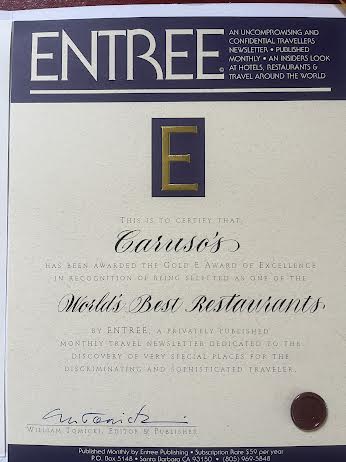 ENTREE
AN UNCOMPROMISING AND
CONFIDENTIAL TRAVELLERS
NEWSLETTER • PUBLISHED
MONTHLY • AN INSIDERS LOOK
AT HOTELS, RESTAURANTS &
TRAVEL AROUND THE WORLD
E
THIS IS TO CERTIFY THAT
Caruso's
HAS BEEN AWARDED THE GOLD E AWARD OF EXCELLENCE
IN RECOGNITION OF BEING SELECTED AS ONE OF THE
World's Best Restaurants
BY ENTREE, A PRIVATELY PUBLISHED
MONTHLY TRAVEL NEWSLETTER DEDICATED TO THE
DISCOVERY OF VERY SPECIAL PLACES FOR THE
DISCRIMINATING AND SOPHISTICATED TRAVELER.
WILLIAM TOMICKI, EDITOR & PUBLISHER
Published Monthly by Entree Publishing • Subscription Rate $59 per year
P.O. Box 5148 • Santa Barbara CA 93150 • (805) 969-5848